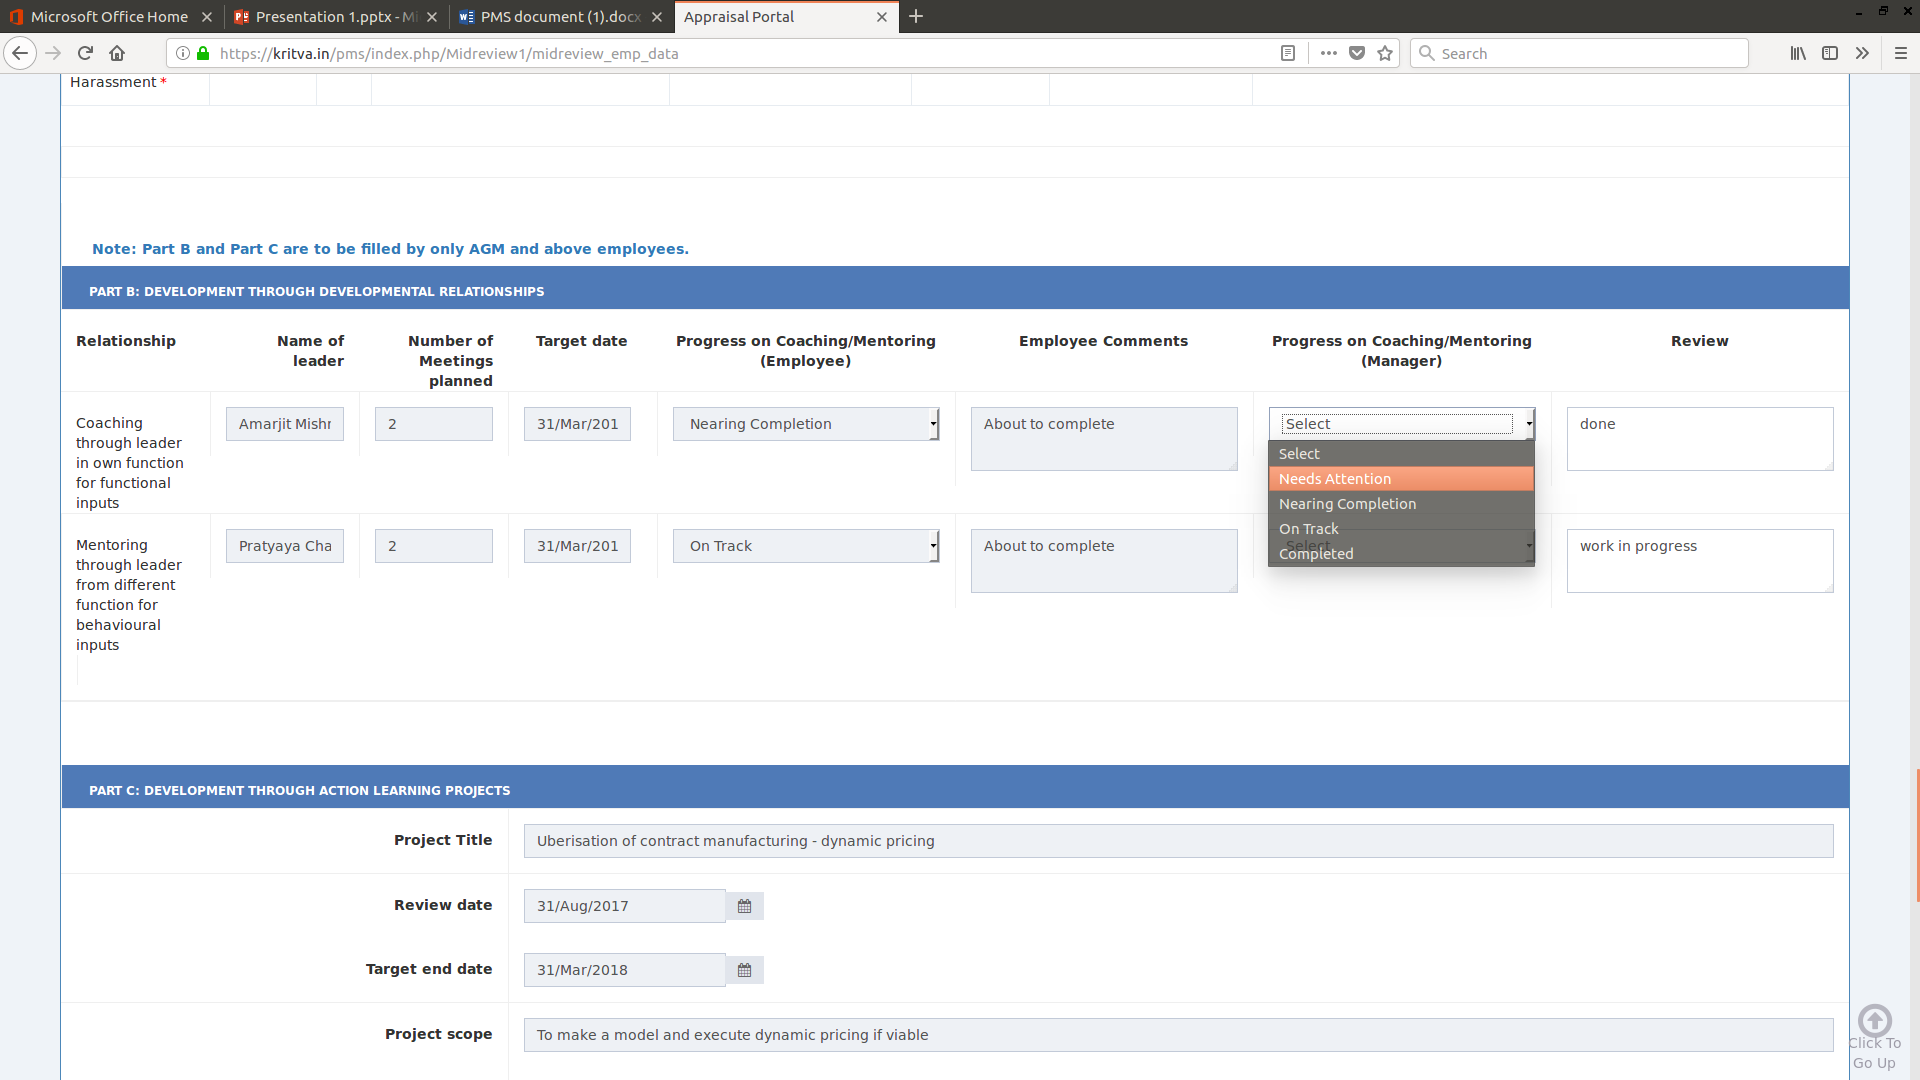 Microsoft Office Home
Presentation 1.pptx - Mi
PMS document (1).docx
Appraisal Portal
https://kritva.in/pms/index.php/Midreview1/midreview_emp_data
Search
Harassment *
Note: Part B and Part C are to be filled by only AGM and above employees.
PART B: DEVELOPMENT THROUGH DEVELOPMENTAL RELATIONSHIPS
Relationship
Name of
leader
Number of
Meetings
planned
Target date
Progress on Coaching/Mentoring
(Employee)
Employee Comments
Progress on Coaching/Mentoring
(Manager)
Review
Coaching
through leader
in own function
for functional
inputs
Amarjit Mishr
2
31/Mar/201
Nearing Completion
About to complete
Select
done
Select
Needs Attention
Nearing Completion
On Track
Completed
Mentoring
through leader
from different
function for
behavioural
inputs
Pratyaya Cha
2
31/Mar/201
On Track
About to complete
Select
work in progress
PART C: DEVELOPMENT THROUGH ACTION LEARNING PROJECTS
Project Title
Uberisation of contract manufacturing - dynamic pricing
Review date
31/Aug/2017
Target end date
31/Mar/2018
Project scope
To make a model and execute dynamic pricing if viable
Click To
Go Up